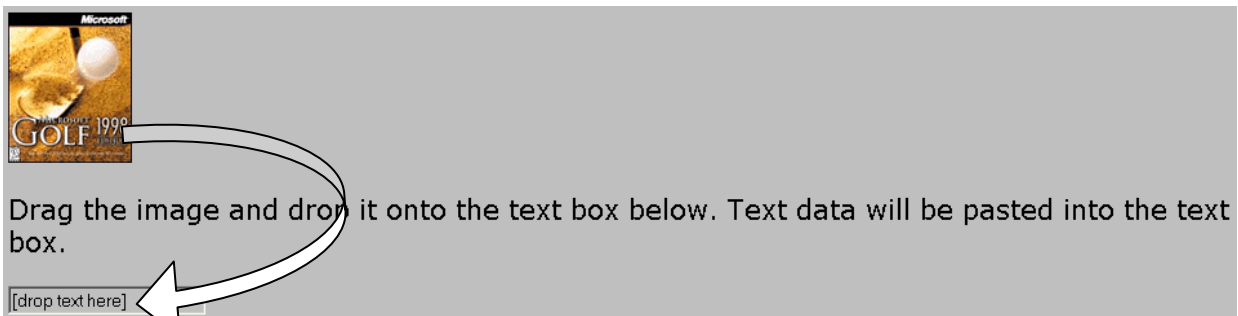 Microsoft
MICROSOFT
GOLF 1998
Drag the image and drop it onto the text box below. Text data will be pasted into the text
box.
[drop text here]